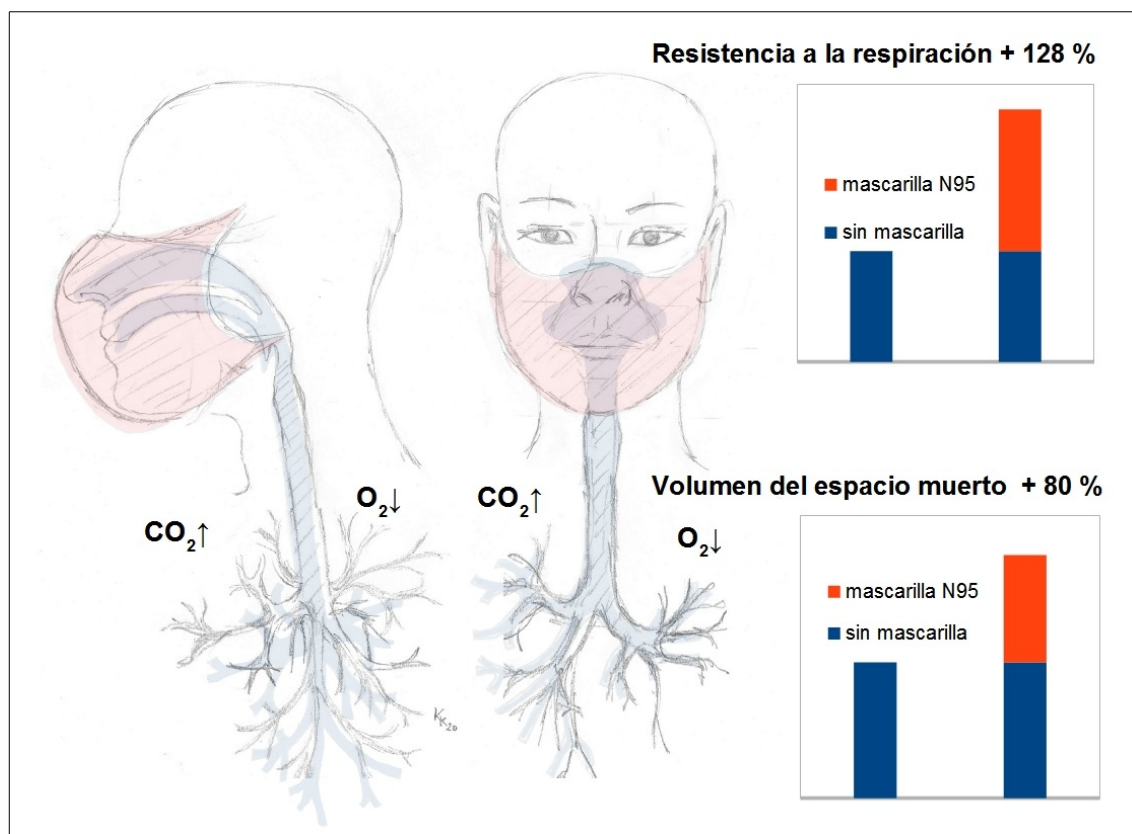 Resistencia a la respiración + 128 %
mascarilla N95
sin mascarilla
CO₂↑
O₂↓
CO₂↑
O₂↓
Volumen del espacio muerto + 80 %
mascarilla N95
sin mascarilla
KK20